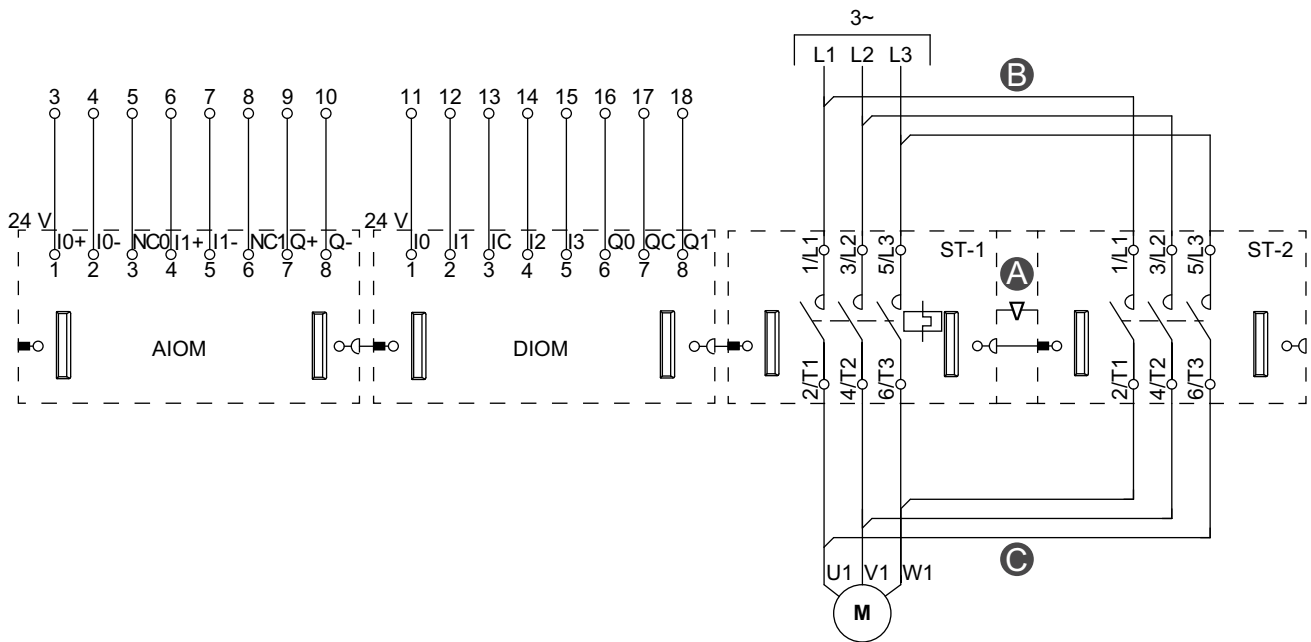 3~
L1 L2 L3
B
3 4 5 6 7 8 9 10
11 12 13 14 15 16 17 18
24 V I0+ I0- NC0 I1+ I1- NC1 Q+ Q-
24 V I0 I1 IC I2 I3 Q0 QC Q1
1/L1 3/L2 5/L3 ST-1
1/L1 3/L2 5/L3 ST-2
1 2 3 4 5 6 7 8
1 2 3 4 5 6 7 8
A
AIOM
DIOM
2/T1 4/T2 6/T3
2/T1 4/T2 6/T3
C
U1 V1 W1
M